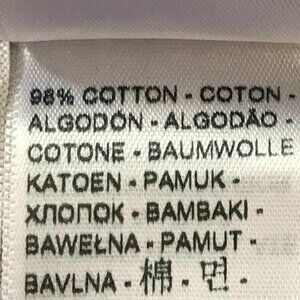 98% COTTON - COTON -
ALGODÓN - ALGODÃO -
COTONE - BAUMWOLLE
KATOEN - PAMUK -
ХЛОПОК - BAMBAKI -
BAWEŁNA - PAMUT -
BAVLNA - 棉 - 면 -